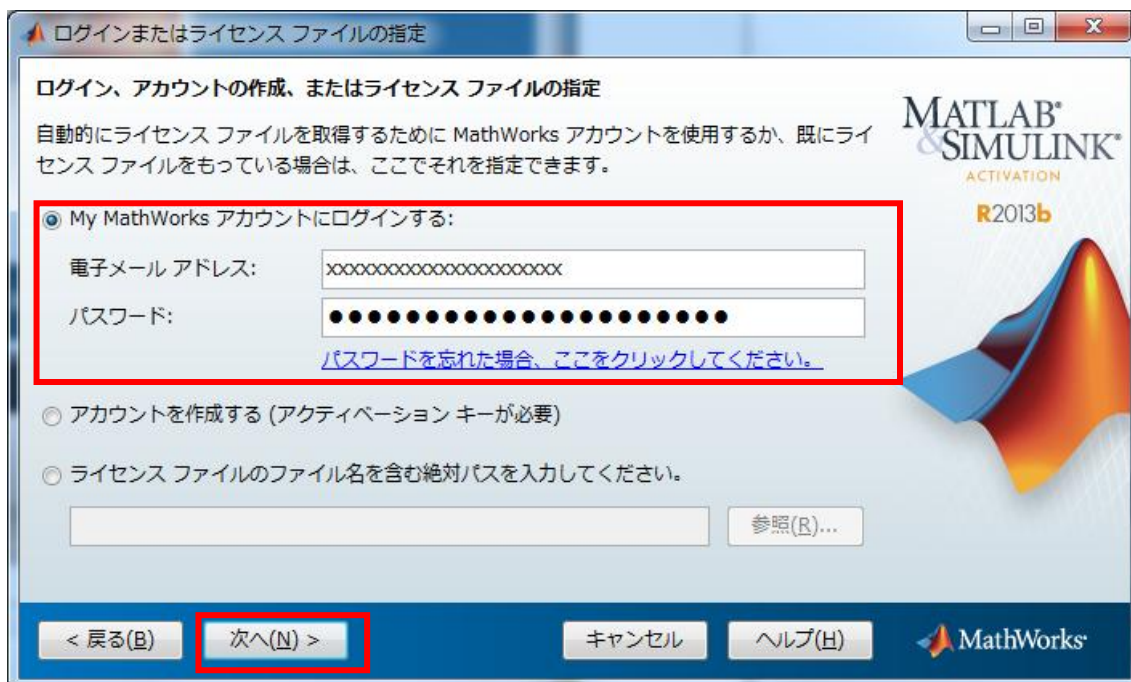 ログインまたはライセンス ファイルの指定
ログイン、アカウントの作成、またはライセンス ファイルの指定
自動的にライセンス ファイルを取得するために MathWorks アカウントを使用するか、既にライ
センス ファイルをもっている場合は、ここでそれを指定できます。
MATLAB®
&SIMULINK®
ACTIVATION
R2013b
My MathWorks アカウントにログインする:
電子メール アドレス: xxxxxxxxxxxxxxxxxxxxx
パスワード: ●●●●●●●●●●●●●●●●●●●●●
パスワードを忘れた場合、ここをクリックしてください。
アカウントを作成する (アクティベーション キーが必要)
ライセンス ファイルのファイル名を含む絶対パスを入力してください。
参照(R)...
< 戻る(B) 次へ(N) > キャンセル ヘルプ(H) MathWorks®